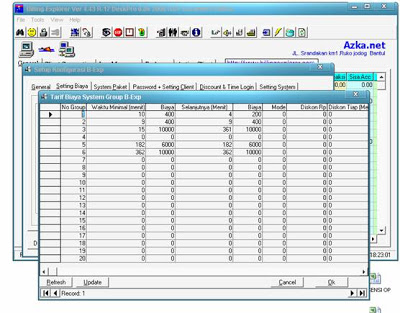 Billing Explorer Ver 4.43 R.12
Jodag Tools View Help
Azka.net
JL. Srandakan km1 Ruko jodog Bantul
Setup Konfigurasi B-Exp
General Setting Biaya System Paket Password + Setting Client Discount & Time Login Setting System
Tarif Biaya System Group B-Exp
No Group Waktu Minimal (menit) Biaya Selanjutnya (Menit) Biaya Mode Diskon Rp Diskon Tiap (Me
1 10 400 4 200 0 0 0
2 9 400 9 400 0 0 0
3 15 10000 361 10000 0 0 0
4 0 0 0 0 0 0 0
5 182 6000 182 6000 0 0 0
6 362 10000 362 10000 0 0 0
7 0 0 0 0 0 0 0
8 0 0 0 0 0 0 0
9 0 0 0 0 0 0 0
10 0 0 0 0 0 0 0
11 0 0 0 0 0 0 0
12 0 0 0 0 0 0 0
13 0 0 0 0 0 0 0
14 0 0 0 0 0 0 0
15 0 0 0 0 0 0 0
16 0 0 0 0 0 0 0
17 0 0 0 0 0 0 0
18 0 0 0 0 0 0 0
19 0 0 0 0 0 0 0
20 0 0 0 0 0 0 0
18:23:01
Refresh Update Cancel Ok
ENSI OP
Record: 1